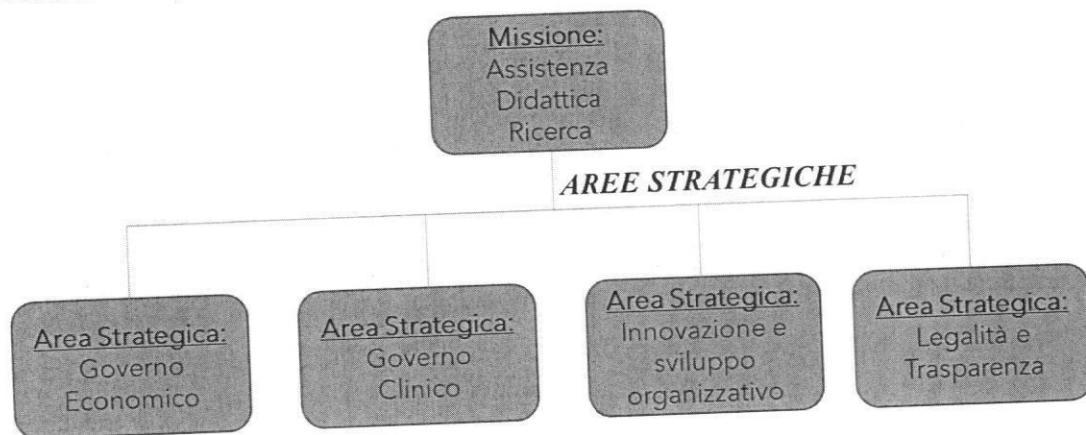 Missione:
Assistenza
Didattica
Ricerca
AREE STRATEGICHE
Area Strategica:
Governo
Economico
Area Strategica:
Governo
Clinico
Area Strategica:
Innovazione e
sviluppo
organizzativo
Area Strategica:
Legalità e
Trasparenza